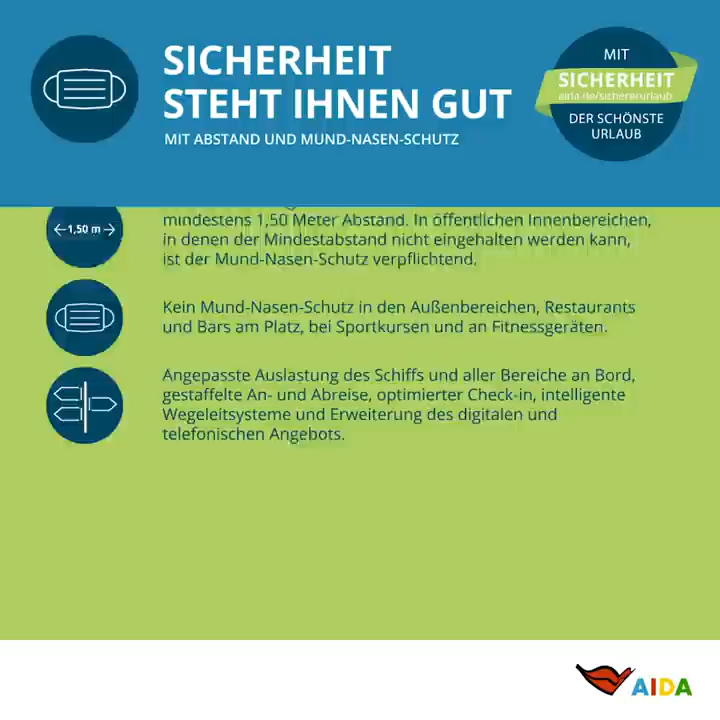 SICHERHEIT
STEHT IHNEN GUT
MIT ABSTAND UND MUND-NASEN-SCHUTZ
MIT
SICHERHEIT
aida.de/sichererurlaub
DER SCHÖNSTE
URLAUB
←1,50 m→
mindestens 1,50 Meter Abstand. In öffentlichen Innenbereichen,
in denen der Mindestabstand nicht eingehalten werden kann,
ist der Mund-Nasen-Schutz verpflichtend.
Kein Mund-Nasen-Schutz in den Außenbereichen, Restaurants
und Bars am Platz, bei Sportkursen und an Fitnessgeräten.
Angepasste Auslastung des Schiffs und aller Bereiche an Bord,
gestaffelte An- und Abreise, optimierter Check-in, intelligente
Wegeleitsysteme und Erweiterung des digitalen und
telefonischen Angebots.
AIDA